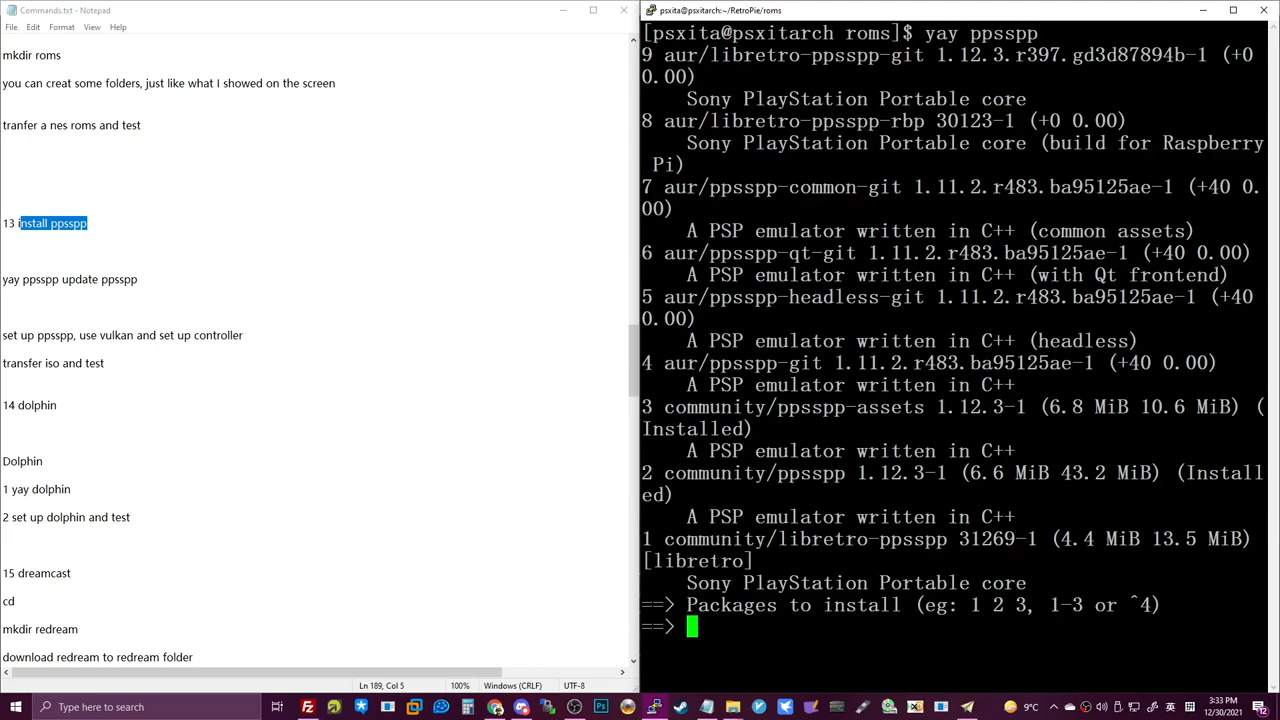 Commands.txt - Notepad
File Edit Format View Help
mkdir roms
you can creat some folders, just like what I showed on the screen
tranfer a nes roms and test
13 install ppsspp
yay ppsspp update ppsspp
set up ppsspp, use vulkan and set up controller
transfer iso and test
14 dolphin
Dolphin
1 yay dolphin
2 set up dolphin and test
15 dreamcast
cd
mkdir redream
download redream to redream folder
Ln 189, Col 5 100% Windows (CRLF) UTF-8
psxita@psxitarch:~/RetroPie/roms
[psxita@psxitarch roms]$ yay ppsspp
9 aur/libretro-ppsspp-git 1.12.3.r397.gd3d87894b-1 (+0
0.00)
Sony PlayStation Portable core
8 aur/libretro-ppsspp-rbp 30123-1 (+0 0.00)
Sony PlayStation Portable core (build for Raspberry
Pi)
7 aur/ppsspp-common-git 1.11.2.r483.ba95125ae-1 (+40 0.
00)
A PSP emulator written in C++ (common assets)
6 aur/ppsspp-qt-git 1.11.2.r483.ba95125ae-1 (+40 0.00)
A PSP emulator written in C++ (with Qt frontend)
5 aur/ppsspp-headless-git 1.11.2.r483.ba95125ae-1 (+40
0.00)
A PSP emulator written in C++ (headless)
4 aur/ppsspp-git 1.11.2.r483.ba95125ae-1 (+40 0.00)
A PSP emulator written in C++
3 community/ppsspp-assets 1.12.3-1 (6.8 MiB 10.6 MiB) (
Installed)
A PSP emulator written in C++
2 community/ppsspp 1.12.3-1 (6.6 MiB 43.2 MiB) (Install
ed)
A PSP emulator written in C++
1 community/libretro-ppsspp 31269-1 (4.4 MiB 13.5 MiB)
[libretro]
Sony PlayStation Portable core
==> Packages to install (eg: 1 2 3, 1-3 or ^4)
==>
Type here to search
9°C
英
3:33 PM
12/30/2021